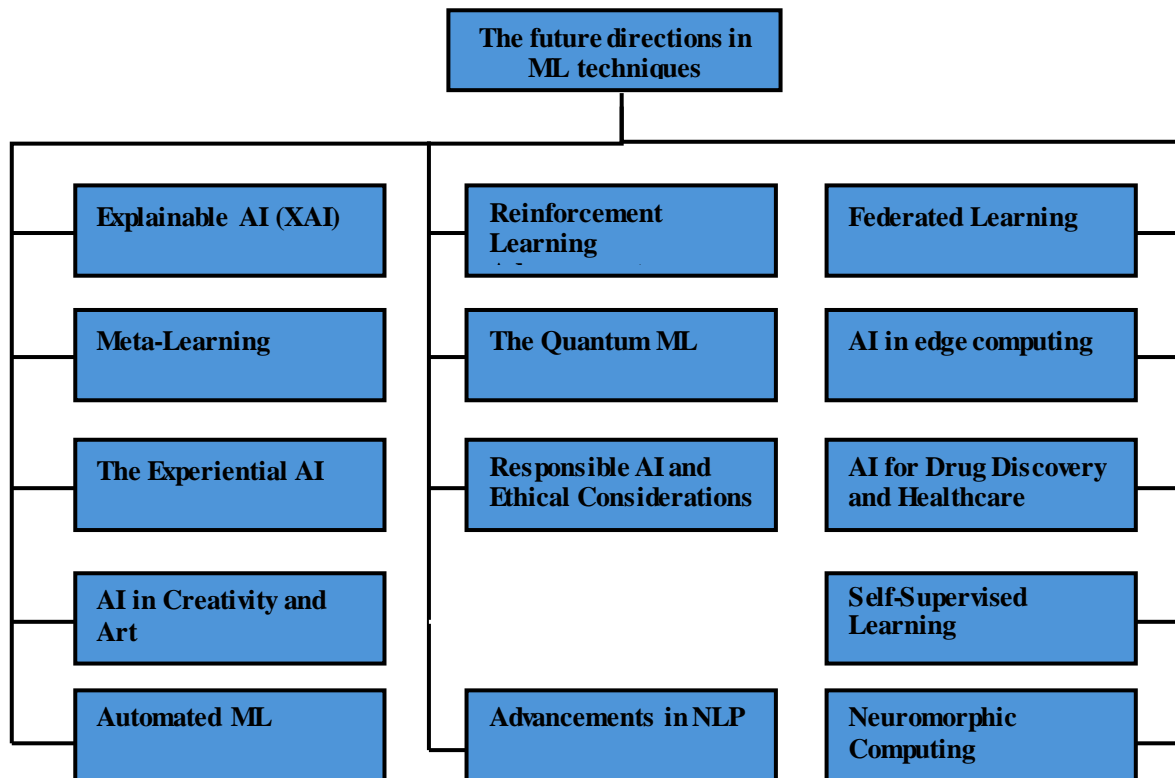 The future directions in
ML techniques
Explainable AI (XAI)
Meta-Learning
The Experiential AI
AI in Creativity and
Art
Automated ML
Reinforcement
Learning
The Quantum ML
Responsible AI and
Ethical Considerations
Advancements in NLP
Federated Learning
AI in edge computing
AI for Drug Discovery
and Healthcare
Self-Supervised
Learning
Neuromorphic
Computing